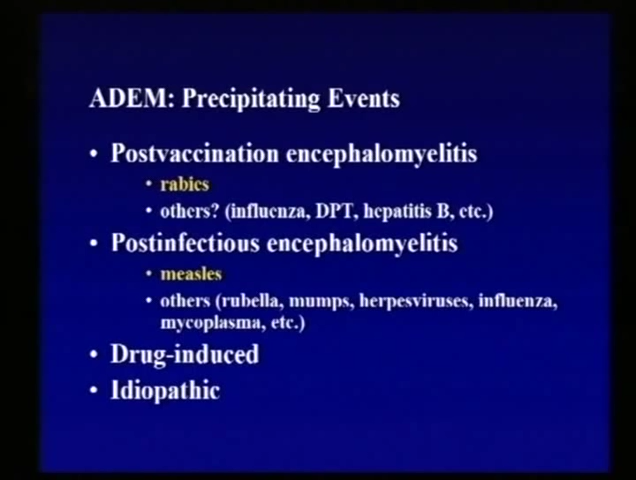 ADEM: Precipitating Events
• Postvaccination encephalomyelitis
• rabies
• others? (influenza, DPT, hepatitis B, etc.)
• Postinfectious encephalomyelitis
• measles
• others (rubella, mumps, herpesviruses, influenza,
mycoplasma, etc.)
• Drug-induced
• Idiopathic